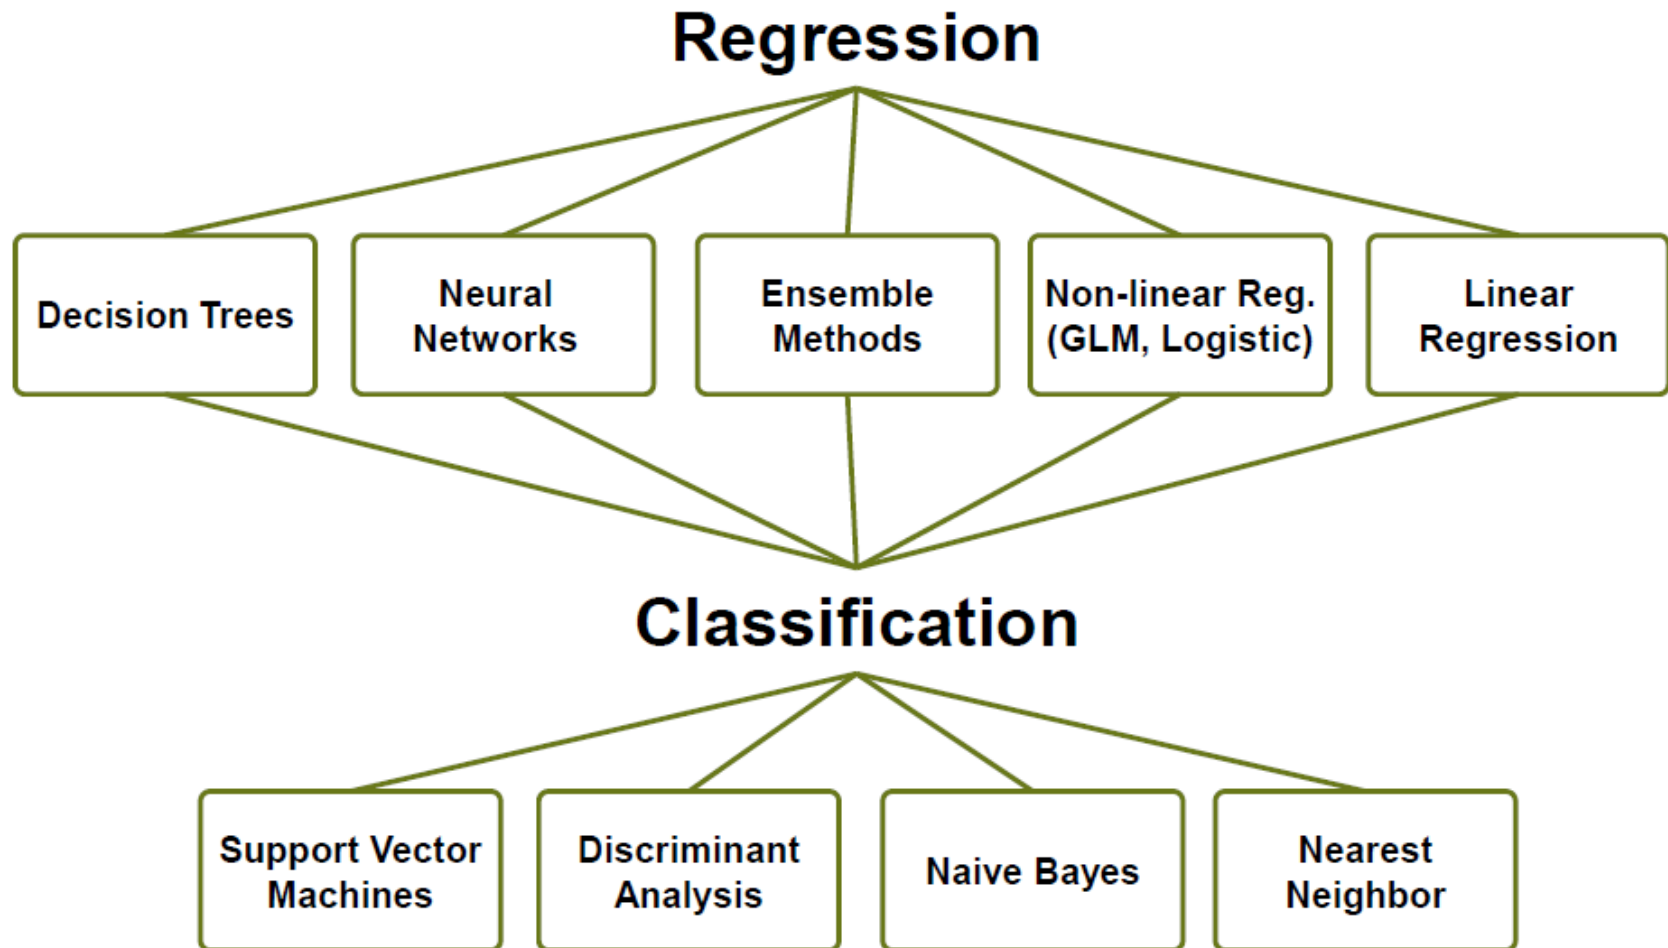 Regression
Decision Trees
Neural
Networks
Ensemble
Methods
Non-linear Reg.
(GLM, Logistic)
Linear
Regression
Classification
Support Vector
Machines
Discriminant
Analysis
Naive Bayes
Nearest
Neighbor